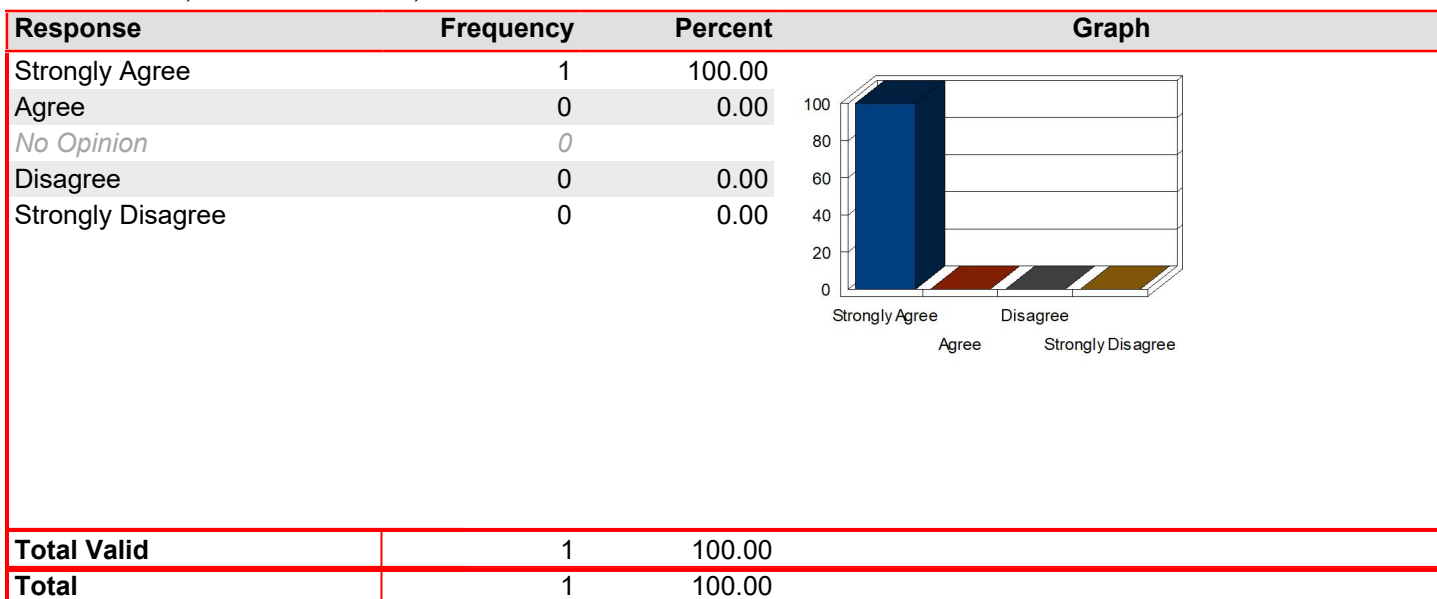 Response Frequency Percent Graph
Strongly Agree 1 100.00
Agree 0 0.00
No Opinion 0
Disagree 0 0.00
Strongly Disagree 0 0.00
100
80
60
40
20
0
Strongly Agree Disagree
Agree Strongly Disagree
Total Valid 1 100.00
Total 1 100.00